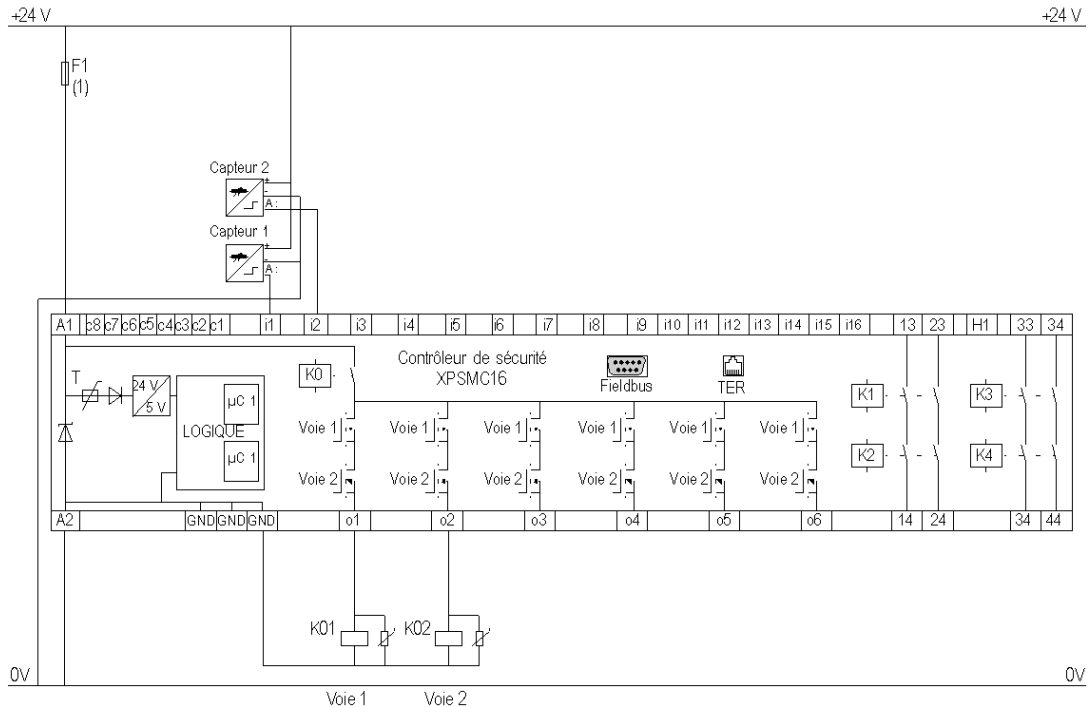 +24 V +24 V
F1
(1)
Capteur 2
+
-
A :
Capteur 1
+
-
A :
A1 c8 c7 c6 c5 c4 c3 c2 c1 i1 i2 i3 i4 i5 i6 i7 i8 i9 i10 i11 i12 i13 i14 i15 i16 13 23 H1 33 34
Contrôleur de sécurité
XPSMC16
Fieldbus
TER
T
24 V
5 V
LOGIQUE
µC 1
µC 1
K0
K1 K3
Voie 1 Voie 1 Voie 1 Voie 1 Voie 1 Voie 1
K2 K4
Voie 2 Voie 2 Voie 2 Voie 2 Voie 2 Voie 2
A2 GND GND GND o1 o2 o3 o4 o5 o6 14 24 34 44
K01 K02
0V 0V
Voie 1 Voie 2